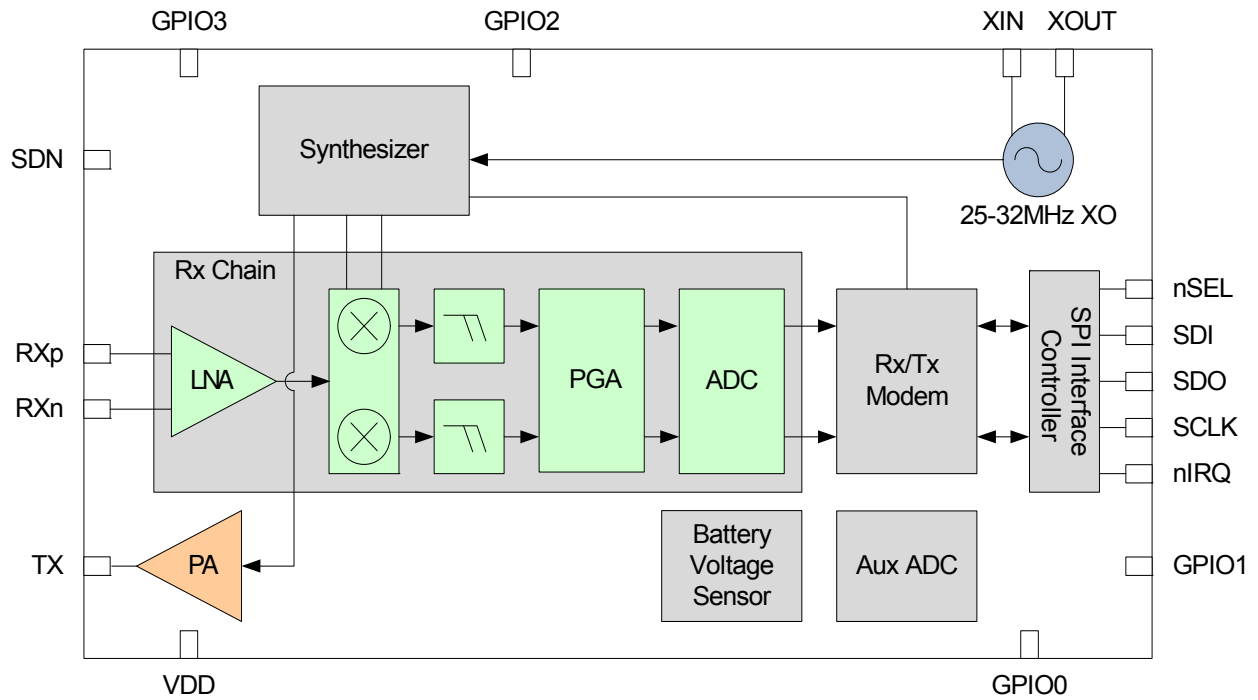 GPIO3
GPIO2
XIN
XOUT
Synthesizer
SDN
25-32MHz XO
Rx Chain
nSEL
SDI
SDO
SCLK
nIRQ
SPI Interface
Controller
RXp
RXn
LNA
PGA
ADC
Rx/Tx
Modem
TX
PA
Battery
Voltage
Sensor
Aux ADC
GPIO1
VDD
GPIO0